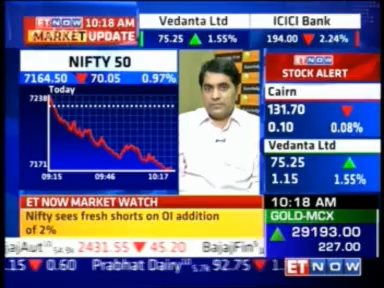 ET NOW 10:18 AM
MARKET
UPDATE
Vedanta Ltd
75.25 ▲ 1.55%
ICICI Bank
194.00 ▼ 2.24%
NIFTY 50
7164.50 ▼ 70.05 0.97%
Today
7238
7171
09:15 09:46 10:17
ET NOW
STOCK ALERT
Cairn
131.70 ▼
0.10 0.08%
Vedanta Ltd
75.25 ▲
1.15 1.55%
ET NOW MARKET WATCH
Nifty sees fresh shorts on OI addition
of 2%
10:18 AM
GOLD-MCX
▲ 29193.00
227.00
ajajAut 2431.55 ▼ 45.20 BajajFin
.15 ▼ 0.60 Prabhat Dairy 92.75 ▼
ET NOW